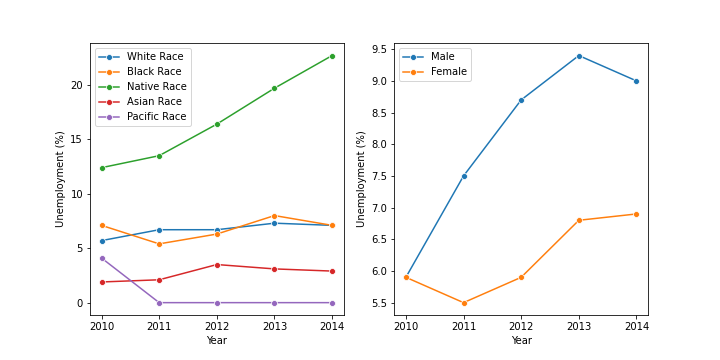 White Race
Black Race
Native Race
Asian Race
Pacific Race
Unemployment (%)
20
15
10
5
0
2010 2011 2012 2013 2014
Year
Male
Female
Unemployment (%)
9.5
9.0
8.5
8.0
7.5
7.0
6.5
6.0
5.5
2010 2011 2012 2013 2014
Year